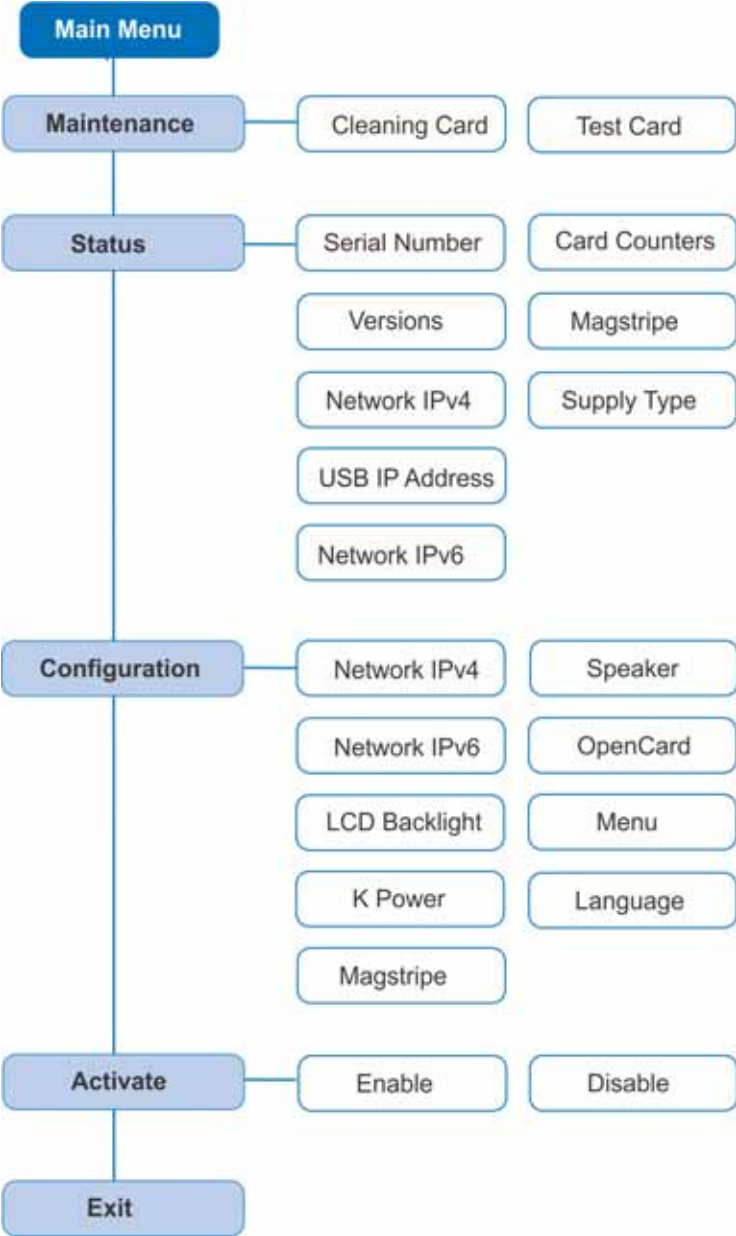 Main Menu
Maintenance
Cleaning Card
Test Card
Status
Serial Number
Card Counters
Versions
Magstripe
Network IPv4
Supply Type
USB IP Address
Network IPv6
Configuration
Network IPv4
Speaker
Network IPv6
OpenCard
LCD Backlight
Menu
K Power
Language
Magstripe
Activate
Enable
Disable
Exit